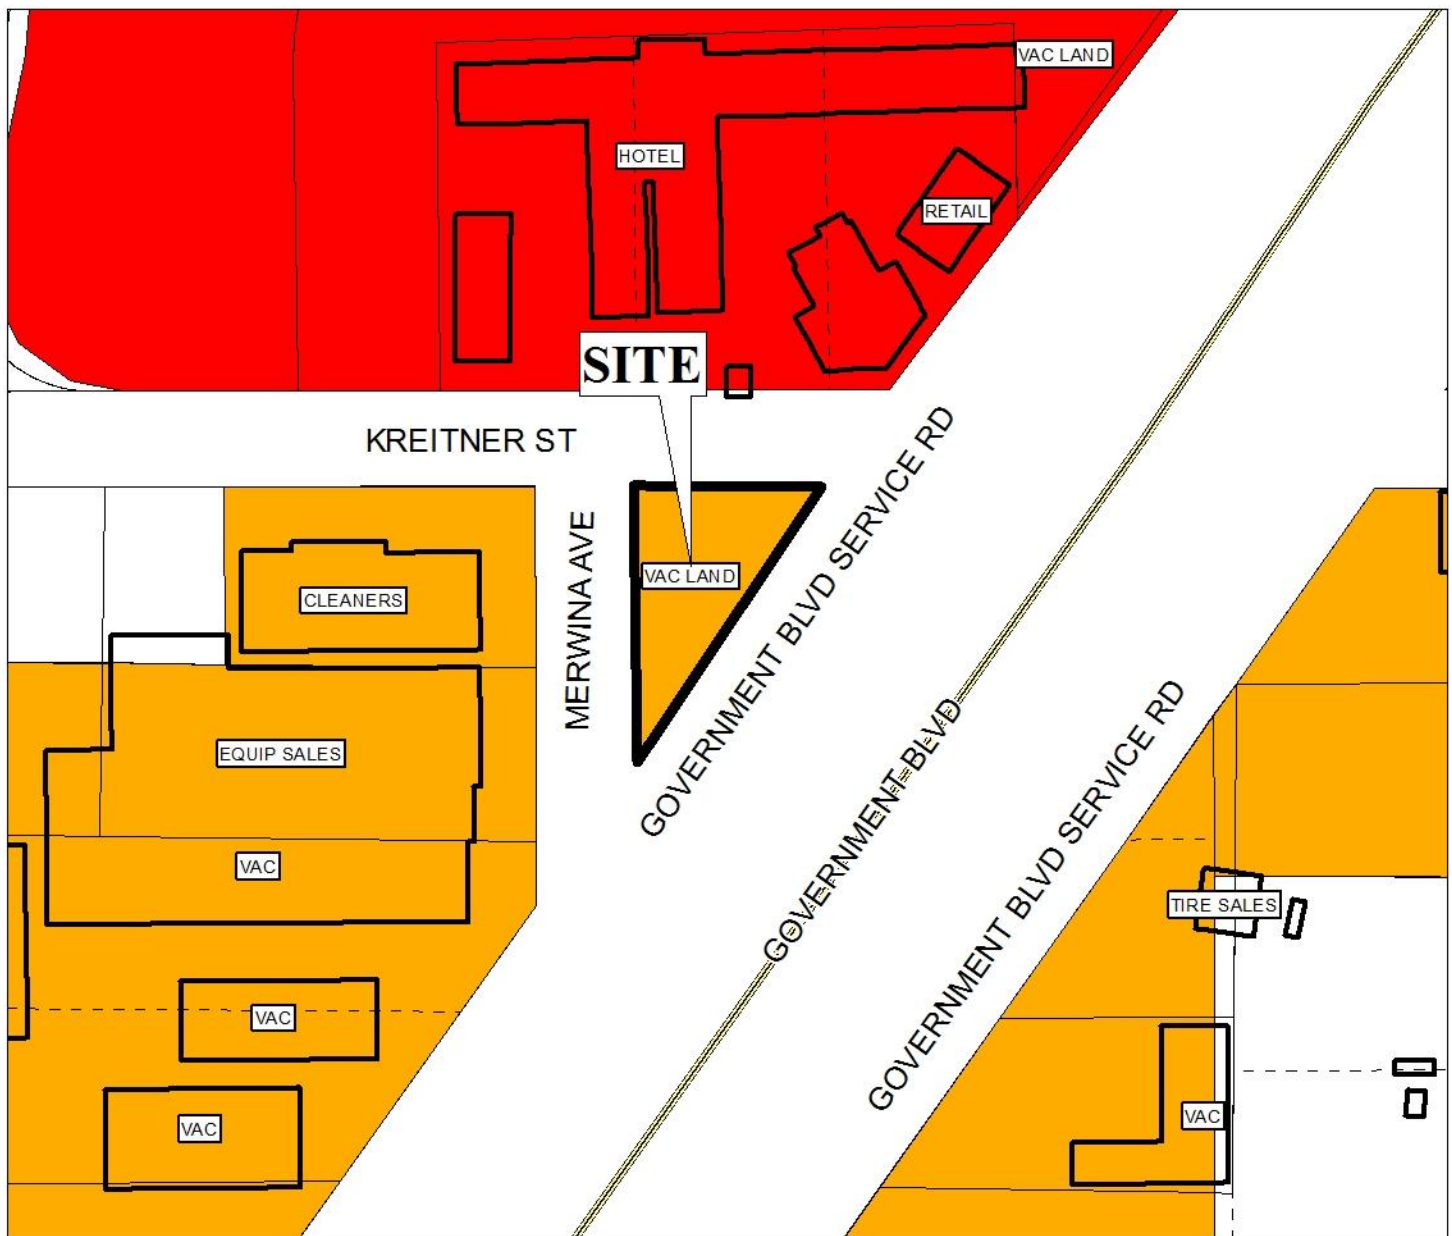 VAC LAND
HOTEL
RETAIL
SITE
KREITNER ST
MERWINA AVE
VAC LAND
GOVERNMENT BLVD SERVICE RD
CLEANERS
EQUIP SALES
GOVERNMENT BLVD
GOVERNMENT BLVD SERVICE RD
VAC
TIRE SALES
VAC
VAC
VAC